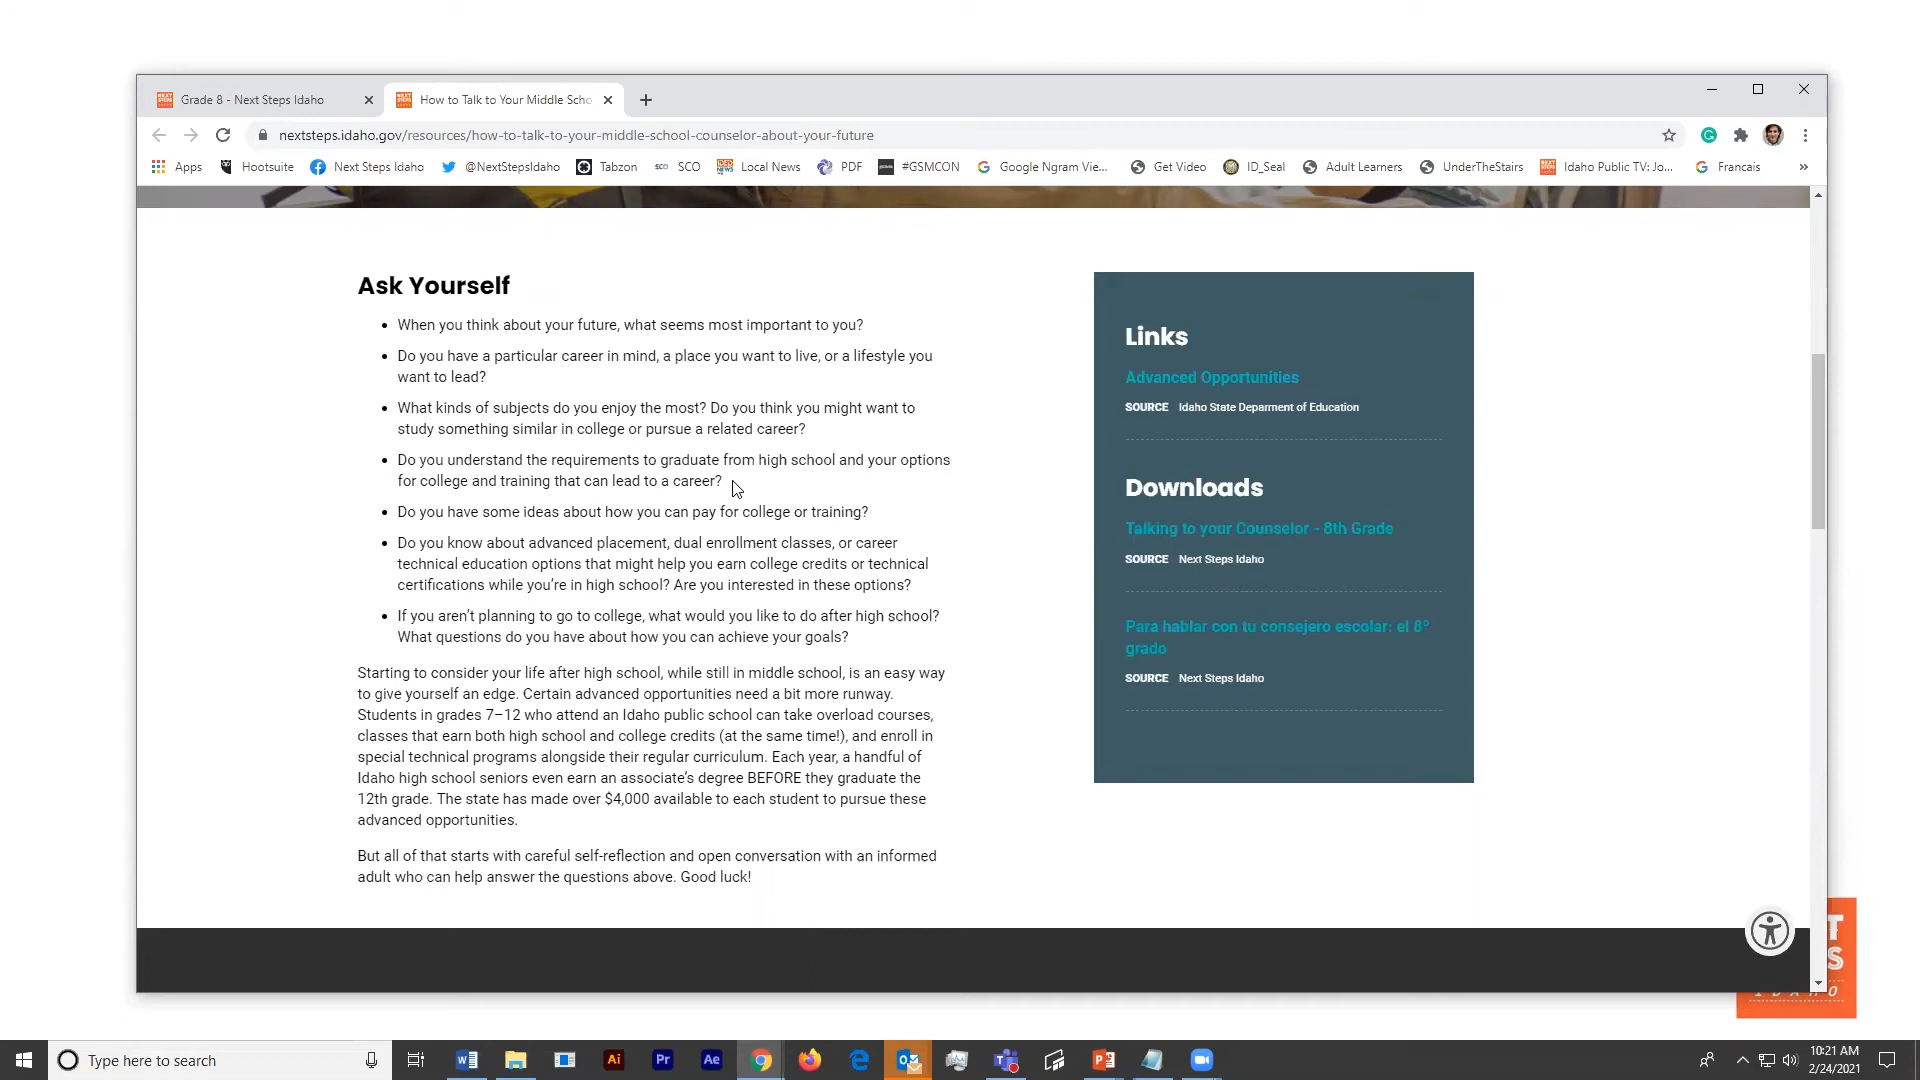 Grade 8 - Next Steps Idaho
How to Talk to Your Middle Scho
nextsteps.idaho.gov/resources/how-to-talk-to-your-middle-school-counselor-about-your-future
Apps Hootsuite Next Steps Idaho @NextStepsIdaho Tabzon SCO Local News PDF #GSMCON Google Ngram Vie... Get Video ID_Seal Adult Learners UnderTheStairs Idaho Public TV: Jo... Francais »
Ask Yourself
• When you think about your future, what seems most important to you?
• Do you have a particular career in mind, a place you want to live, or a lifestyle you
want to lead?
• What kinds of subjects do you enjoy the most? Do you think you might want to
study something similar in college or pursue a related career?
• Do you understand the requirements to graduate from high school and your options
for college and training that can lead to a career?
• Do you have some ideas about how you can pay for college or training?
• Do you know about advanced placement, dual enrollment classes, or career
technical education options that might help you earn college credits or technical
certifications while you're in high school? Are you interested in these options?
• If you aren't planning to go to college, what would you like to do after high school?
What questions do you have about how you can achieve your goals?
Starting to consider your life after high school, while still in middle school, is an easy way
to give yourself an edge. Certain advanced opportunities need a bit more runway.
Students in grades 7–12 who attend an Idaho public school can take overload courses,
classes that earn both high school and college credits (at the same time!), and enroll in
special technical programs alongside their regular curriculum. Each year, a handful of
Idaho high school seniors even earn an associate's degree BEFORE they graduate the
12th grade. The state has made over $4,000 available to each student to pursue these
advanced opportunities.
But all of that starts with careful self-reflection and open conversation with an informed
adult who can help answer the questions above. Good luck!
Links
Advanced Opportunities
SOURCE Idaho State Deparment of Education
Downloads
Talking to your Counselor - 8th Grade
SOURCE Next Steps Idaho
Para hablar con tu consejero escolar: el 8º
grado
SOURCE Next Steps Idaho
Type here to search
10:21 AM
2/24/2021